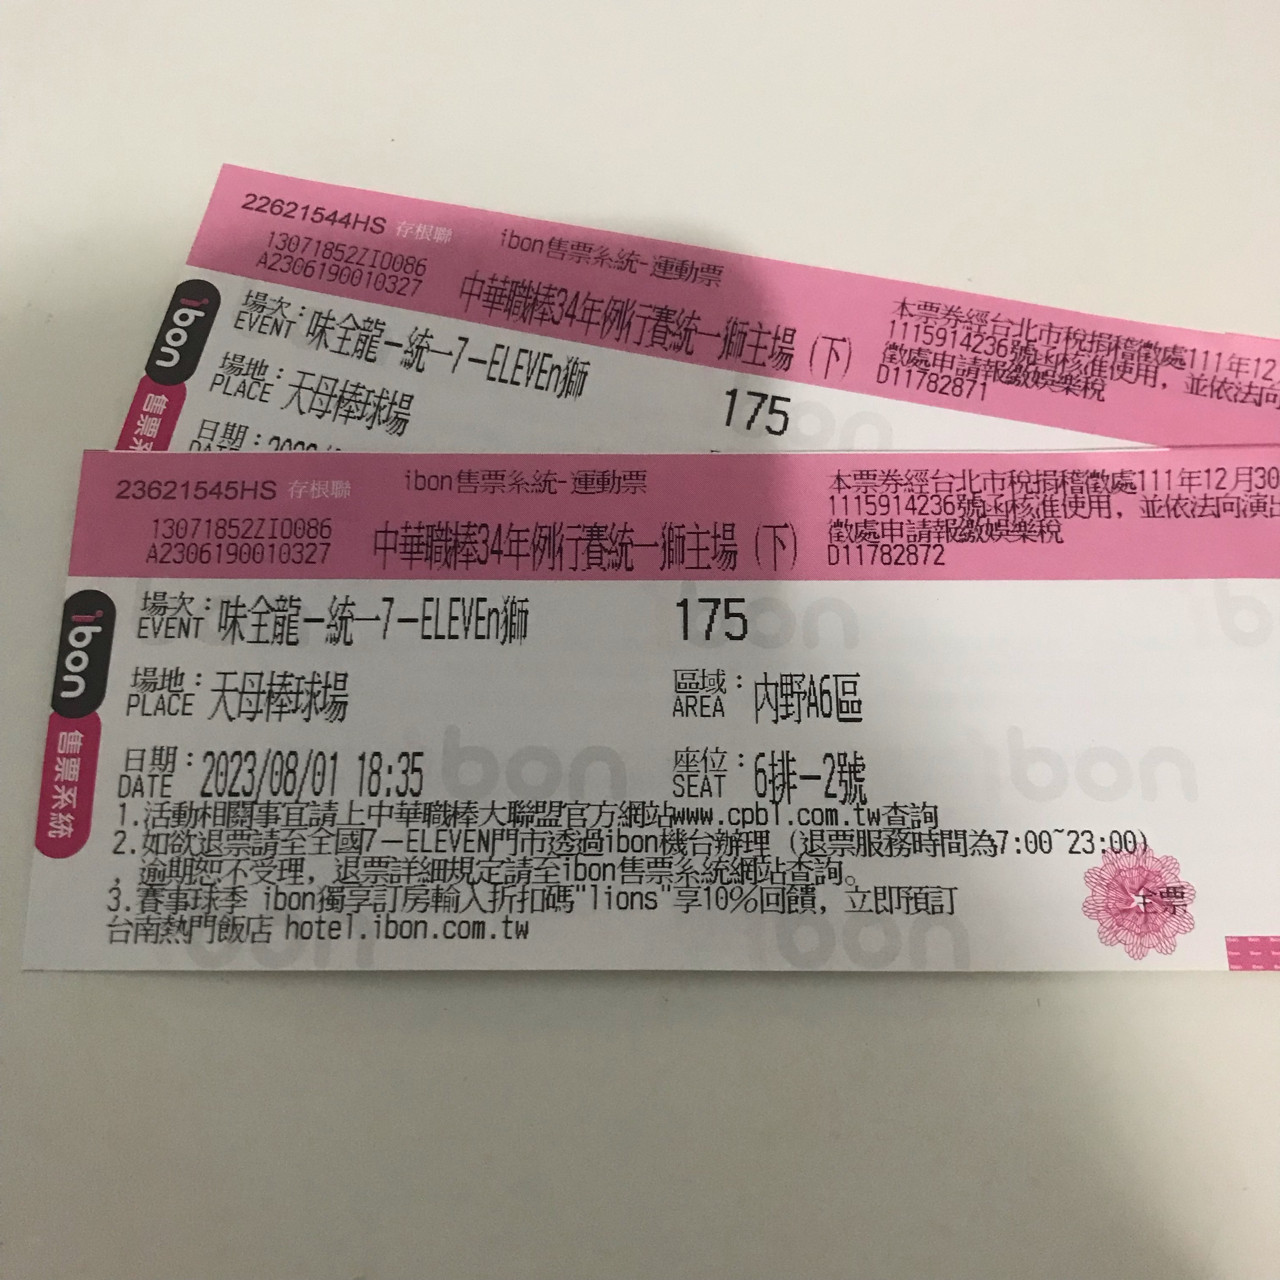 22621544HS 存根聯
ibon售票系統-運動票
13071852ZI0086
A2306190010327
中華職棒34年例行賽統一獅主場（下）
本票券經台北市稅捐稽徵處111年12
1115914236號函核准使用，並依法向
徵處申請報繳娛樂稅
D11782871
ibon
售票系
場次：味全龍－統一7－ELEVEn獅
EVENT
175
場地：天母棒球場
PLACE
日期：
23621545HS 存根聯
ibon售票系統-運動票
13071852ZI0086
A2306190010327
中華職棒34年例行賽統一獅主場（下）
本票券經台北市稅捐稽徵處111年12月30
1115914236號函核准使用，並依法向演出
徵處申請報繳娛樂稅
D11782872
ibon
售票系統
場次：味全龍－統一7－ELEVEn獅
EVENT
175
場地：天母棒球場
PLACE
區域：內野A6區
AREA
日期：2023/08/01 18:35
DATE
座位：6排－2號
SEAT
1.活動相關事宜請上中華職棒大聯盟官方網站www.cpbl.com.tw查詢
2.如欲退票請至全國7－ELEVEN門市透過ibon機台辦理（退票服務時間為7:00~23:00）
，逾期恕不受理，退票詳細規定請至ibon售票系統網站查詢。
3.賽事球季 ibon獨享訂房輸入折扣碼"lions"享10%回饋，立即預訂
台南熱門飯店 hotel.ibon.com.tw
全票